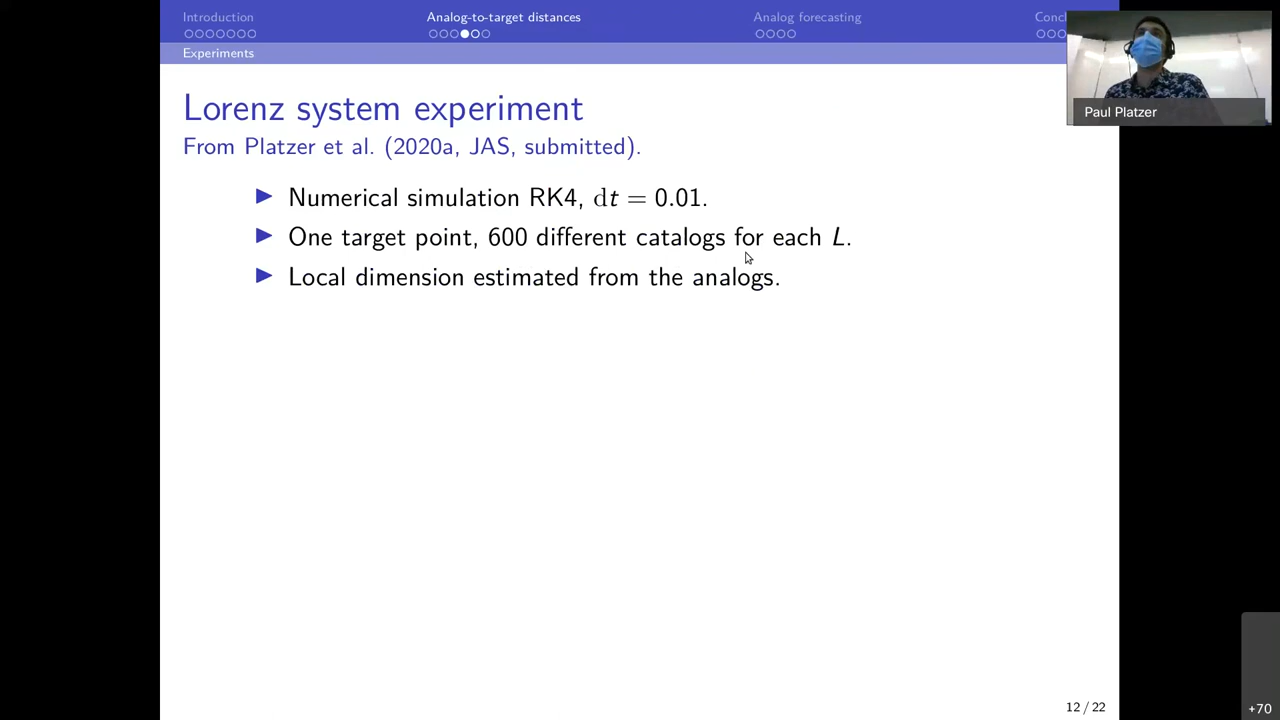 Introduction
Analog-to-target distances
Analog forecasting
Concl
Experiments
Paul Platzer
Lorenz system experiment
From Platzer et al. (2020a, JAS, submitted).
Numerical simulation RK4, dt = 0.01.
One target point, 600 different catalogs for each L.
Local dimension estimated from the analogs.
12 / 22
+70